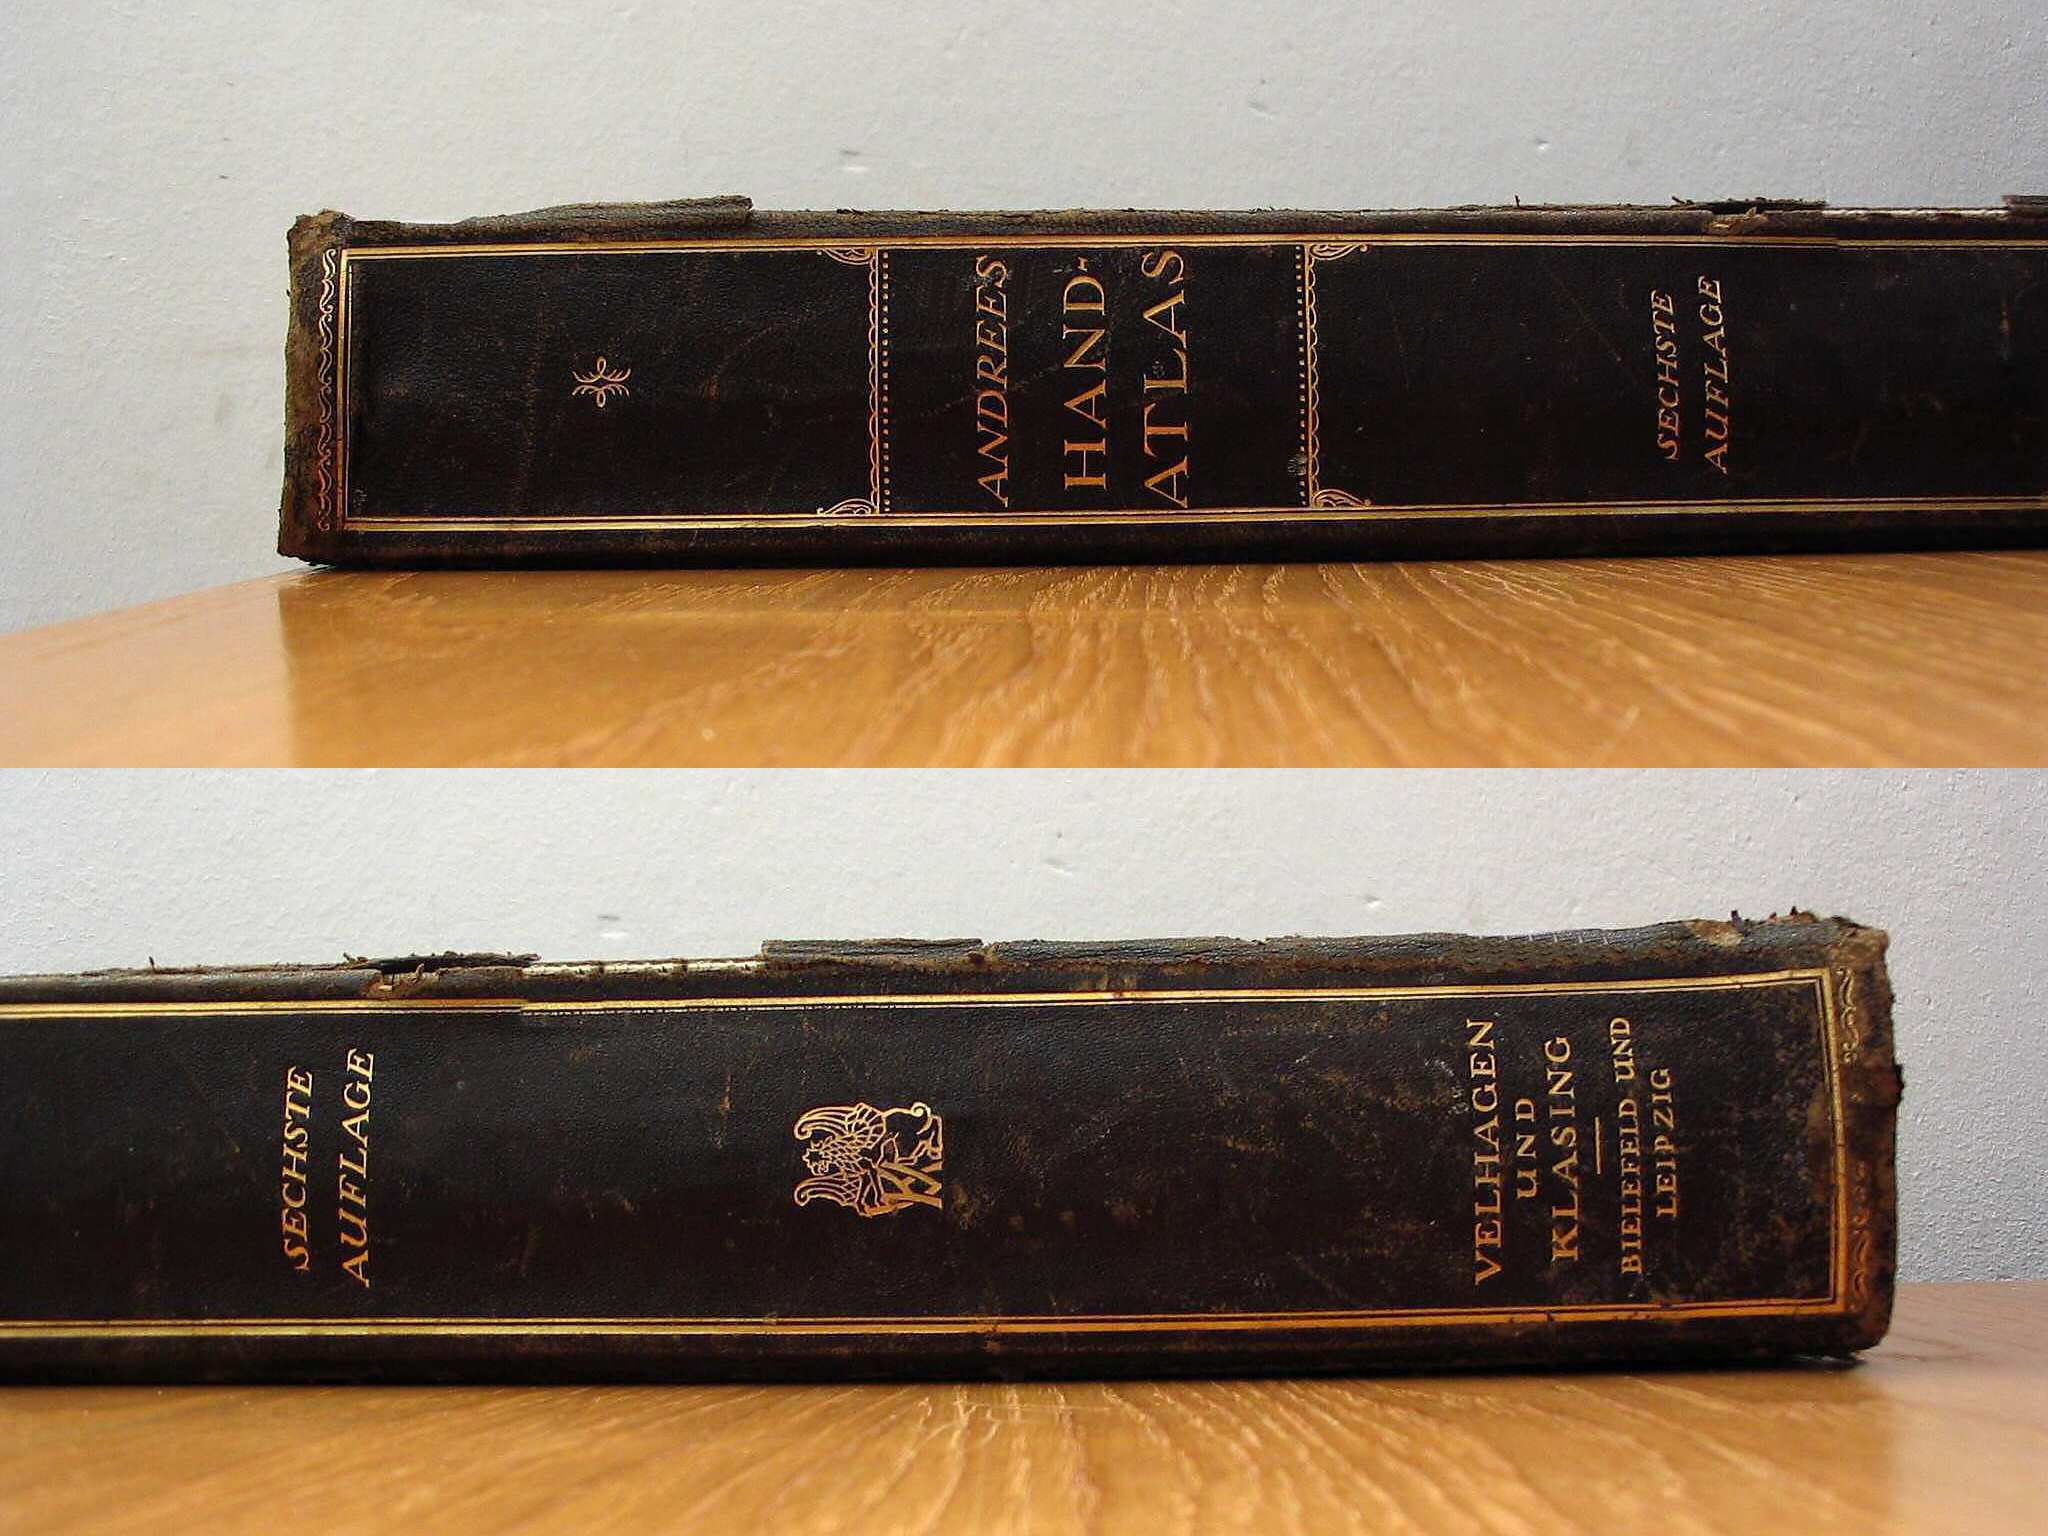 ANDREES
HAND-
ATLAS
SECHSTE
AUFLAGE
SECHSTE
AUFLAGE
VELHAGEN
UND
KLASING
BIELEFELD UND
LEIPZIG